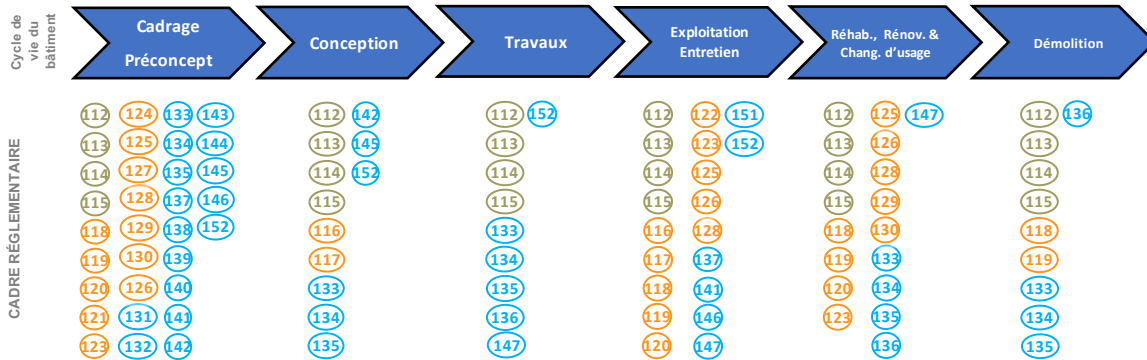 Cycle de
vie du
bâtiment
Cadrage
Préconcept
Conception
Travaux
Exploitation
Entretien
Réhab., Rénov. &
Chang. d'usage
Démolition
CADRE RÉGLEMENTAIRE
112 124 133 143
113 125 134 144
114 127 135 145
115 128 137 146
118 129 138 152
119 130 139
120 126 140
121 131 141
123 132 142
112 142
113 145
114 152
115
116
117
133
134
135
112 152
113
114
115
133
134
135
136
147
112 122 151
113 123 152
114 125
115 126
116 128
117 137
118 141
119 146
120 147
112 125 147
113 126
114 128
115 129
118 130
119 133
120 134
123 135
136
112 136
113
114
115
118
119
133
134
135